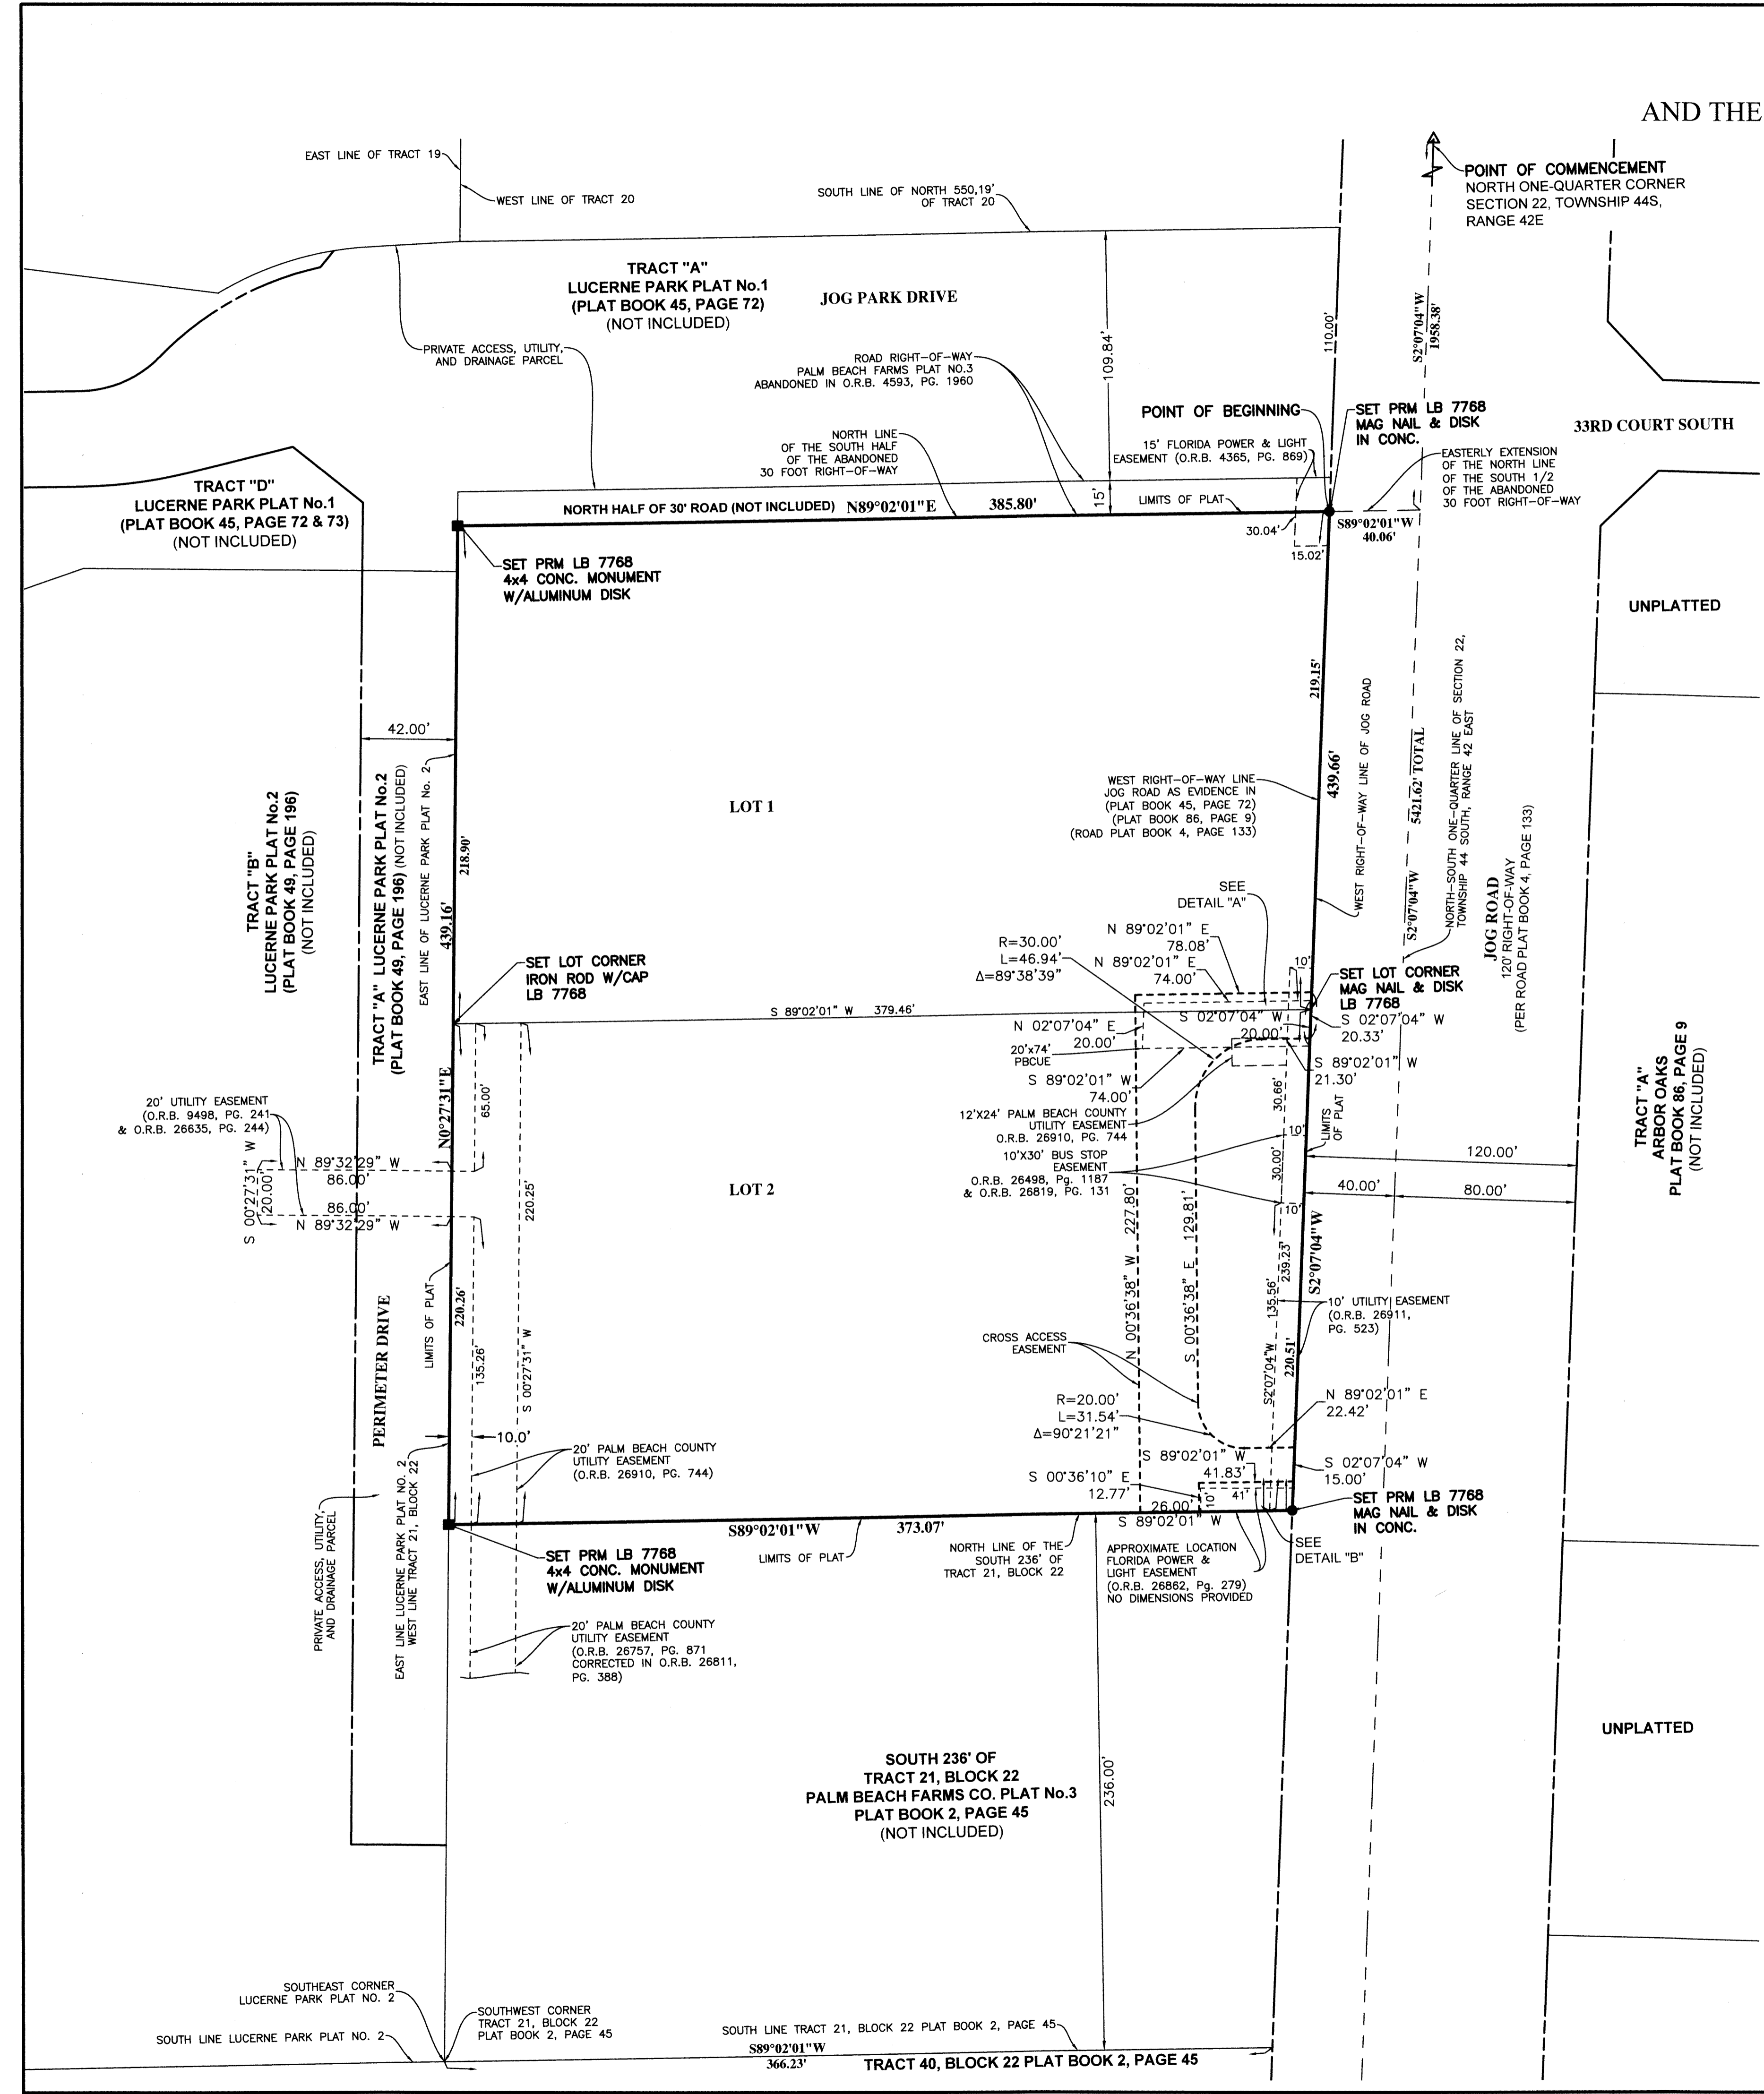 AND THE
POINT OF COMMENCEMENT
NORTH ONE-QUARTER CORNER
SECTION 22, TOWNSHIP 44S,
RANGE 42E
EAST LINE OF TRACT 19
WEST LINE OF TRACT 20
SOUTH LINE OF NORTH 550,19'
OF TRACT 20
TRACT "A"
LUCERNE PARK PLAT No.1
(PLAT BOOK 45, PAGE 72)
(NOT INCLUDED)
JOG PARK DRIVE
109.84'
110.00'
S2°07'04"W
1958.38'
PRIVATE ACCESS, UTILITY,
AND DRAINAGE PARCEL
ROAD RIGHT-OF-WAY
PALM BEACH FARMS PLAT NO.3
ABANDONED IN O.R.B. 4593, PG. 1960
POINT OF BEGINNING
SET PRM LB 7768
MAG NAIL & DISK
IN CONC.
33RD COURT SOUTH
NORTH LINE
OF THE SOUTH HALF
OF THE ABANDONED
30 FOOT RIGHT-OF-WAY
15' FLORIDA POWER & LIGHT
EASEMENT (O.R.B. 4365, PG. 869)
EASTERLY EXTENSION
OF THE NORTH LINE
OF THE SOUTH 1/2
OF THE ABANDONED
30 FOOT RIGHT-OF-WAY
TRACT "D"
LUCERNE PARK PLAT No.1
(PLAT BOOK 45, PAGE 72 & 73)
(NOT INCLUDED)
NORTH HALF OF 30' ROAD (NOT INCLUDED) N89°02'01"E 385.80'
15'
LIMITS OF PLAT
30.04'
15.02'
S89°02'01"W
40.06'
SET PRM LB 7768
4x4 CONC. MONUMENT
W/ALUMINUM DISK
UNPLATTED
219.15'
439.66'
42.00'
LOT 1
WEST RIGHT-OF-WAY LINE
JOG ROAD AS EVIDENCE IN
(PLAT BOOK 45, PAGE 72)
(PLAT BOOK 86, PAGE 9)
(ROAD PLAT BOOK 4, PAGE 133)
WEST RIGHT-OF-WAY LINE OF JOG ROAD
S2°07'04"W 5421.62' TOTAL
NORTH-SOUTH ONE-QUARTER LINE OF SECTION 22,
TOWNSHIP 44 SOUTH, RANGE 42 EAST
JOG ROAD
120' RIGHT-OF-WAY
(PER ROAD PLAT BOOK 4, PAGE 133)
TRACT "B"
LUCERNE PARK PLAT No.2
(PLAT BOOK 49, PAGE 196)
(NOT INCLUDED)
TRACT "A" LUCERNE PARK PLAT No.2
(PLAT BOOK 49, PAGE 196) (NOT INCLUDED)
EAST LINE OF LUCERNE PARK PLAT No. 2
218.90'
439.16'
N0°27'31"E
SEE
DETAIL "A"
N 89°02'01" E
78.08'
N 89°02'01" E
74.00'
R=30.00'
L=46.94'
Δ=89°38'39"
10'
SET LOT CORNER
IRON ROD W/CAP
LB 7768
SET LOT CORNER
MAG NAIL & DISK
LB 7768
S 89°02'01" W 379.46'
N 02°07'04" E
20.00'
S 02°07'04" W
20.00'
S 02°07'04" W
20.33'
20'x74'
PBCUE
S 89°02'01" W
74.00'
S 89°02'01" W
21.30'
12'X24' PALM BEACH COUNTY
UTILITY EASEMENT
O.R.B. 26910, PG. 744
30.66'
LIMITS
OF PLAT
10'
10'X30' BUS STOP
EASEMENT
O.R.B. 26498, Pg. 1187
& O.R.B. 26819, PG. 131
30.00'
10'
120.00'
40.00'
80.00'
TRACT "A"
ARBOR OAKS
PLAT BOOK 86, PAGE 9
(NOT INCLUDED)
20' UTILITY EASEMENT
(O.R.B. 9498, PG. 241
& O.R.B. 26635, PG. 244)
S 00°27'31" W
20.00'
N 89°32'29" W
86.00'
86.00'
N 89°32'29" W
65.00'
LOT 2
220.25'
S 00°27'31" W
N 00°36'38" W 227.80'
S 00°36'38" E 129.81'
239.23'
135.56'
S2°07'04"W
S2°07'04"W
220.51'
10' UTILITY EASEMENT
(O.R.B. 26911,
PG. 523)
CROSS ACCESS
EASEMENT
PERIMETER DRIVE
LIMITS OF PLAT
220.26'
135.26'
10.0'
R=20.00'
L=31.54'
Δ=90°21'21"
N 89°02'01" E
22.42'
20' PALM BEACH COUNTY
UTILITY EASEMENT
(O.R.B. 26910, PG. 744)
S 89°02'01" W
41.83'
S 00°36'10" E
12.77'
10'
41'
S 02°07'04" W
15.00'
26.00'
S 89°02'01" W
SET PRM LB 7768
MAG NAIL & DISK
IN CONC.
S89°02'01"W 373.07'
LIMITS OF PLAT
SEE
DETAIL "B"
SET PRM LB 7768
4x4 CONC. MONUMENT
W/ALUMINUM DISK
NORTH LINE OF THE
SOUTH 236' OF
TRACT 21, BLOCK 22
APPROXIMATE LOCATION
FLORIDA POWER &
LIGHT EASEMENT
(O.R.B. 26862, Pg. 279)
NO DIMENSIONS PROVIDED
PRIVATE ACCESS, UTILITY,
AND DRAINAGE PARCEL
EAST LINE LUCERNE PARK PLAT NO. 2
WEST LINE TRACT 21, BLOCK 22
20' PALM BEACH COUNTY
UTILITY EASEMENT
(O.R.B. 26757, PG. 871
CORRECTED IN O.R.B. 26811,
PG. 388)
UNPLATTED
SOUTH 236' OF
TRACT 21, BLOCK 22
PALM BEACH FARMS CO. PLAT No.3
PLAT BOOK 2, PAGE 45
(NOT INCLUDED)
236.00'
SOUTHEAST CORNER
LUCERNE PARK PLAT NO. 2
SOUTHWEST CORNER
TRACT 21, BLOCK 22
PLAT BOOK 2, PAGE 45
SOUTH LINE LUCERNE PARK PLAT NO. 2
SOUTH LINE TRACT 21, BLOCK 22 PLAT BOOK 2, PAGE 45
S89°02'01"W
366.23'
TRACT 40, BLOCK 22 PLAT BOOK 2, PAGE 45